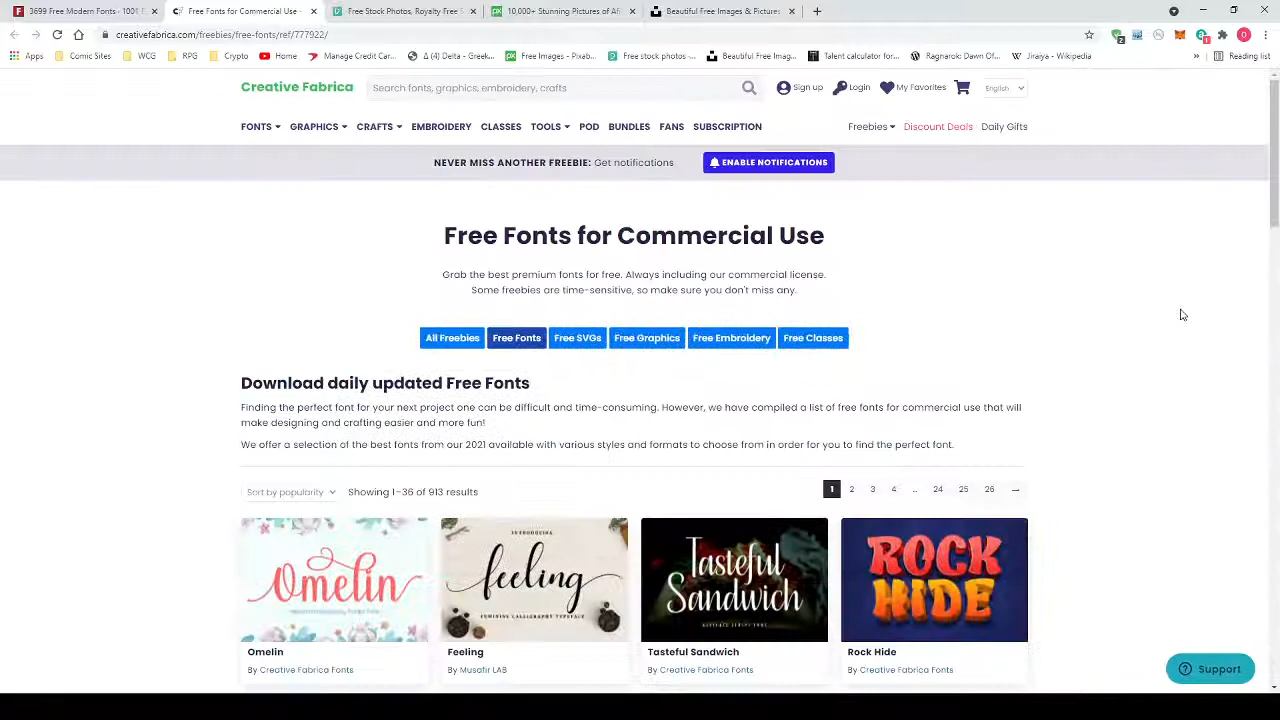 3699 Free Modern Fonts - 1001 F
Free Fonts for Commercial Use -
Free Stock Photos, Royalty Free S
10,000+ Stunning Pictures of Afi
Beautiful Free Images & Pictures
creativefabrica.com/freebies/free-fonts/ref/777922/
Apps
Comic Sites
WCG
RPG
Crypto
Home
Manage Credit Car...
Δ (4) Delta - Greek...
Free Images - Pixab...
Free stock photos ·...
Beautiful Free Imag...
Talent calculator for...
Ragnarok: Dawn Of...
Jiraiya - Wikipedia
»
Reading list
Creative Fabrica
Search fonts, graphics, embroidery, crafts
Sign up
Login
My Favorites
English
FONTS
GRAPHICS
CRAFTS
EMBROIDERY
CLASSES
TOOLS
POD
BUNDLES
FANS
SUBSCRIPTION
Freebies
Discount Deals
Daily Gifts
NEVER MISS ANOTHER FREEBIE: Get notifications
ENABLE NOTIFICATIONS
Free Fonts for Commercial Use
Grab the best premium fonts for free. Always including our commercial license.
Some freebies are time-sensitive, so make sure you don't miss any.
All Freebies
Free Fonts
Free SVGs
Free Graphics
Free Embroidery
Free Classes
Download daily updated Free Fonts
Finding the perfect font for your next project one can be difficult and time-consuming. However, we have compiled a list of free fonts for commercial use that will
make designing and crafting easier and more fun!
We offer a selection of the best fonts from our 2021 available with various styles and formats to choose from in order for you to find the perfect font.
Sort by popularity
Showing 1–36 of 913 results
1 2 3 4 .. 24 25 26 →
Omelin
INTRODUCING
feeling
FEMININE CALLIGRAPHY TYPEFACE
Tasteful
Sandwich
ROCK
HIDE
Omelin
By Creative Fabrica Fonts
Feeling
By Musafir LAB
Tasteful Sandwich
By Creative Fabrica Fonts
Rock Hide
By Creative Fabrica Fonts
Support